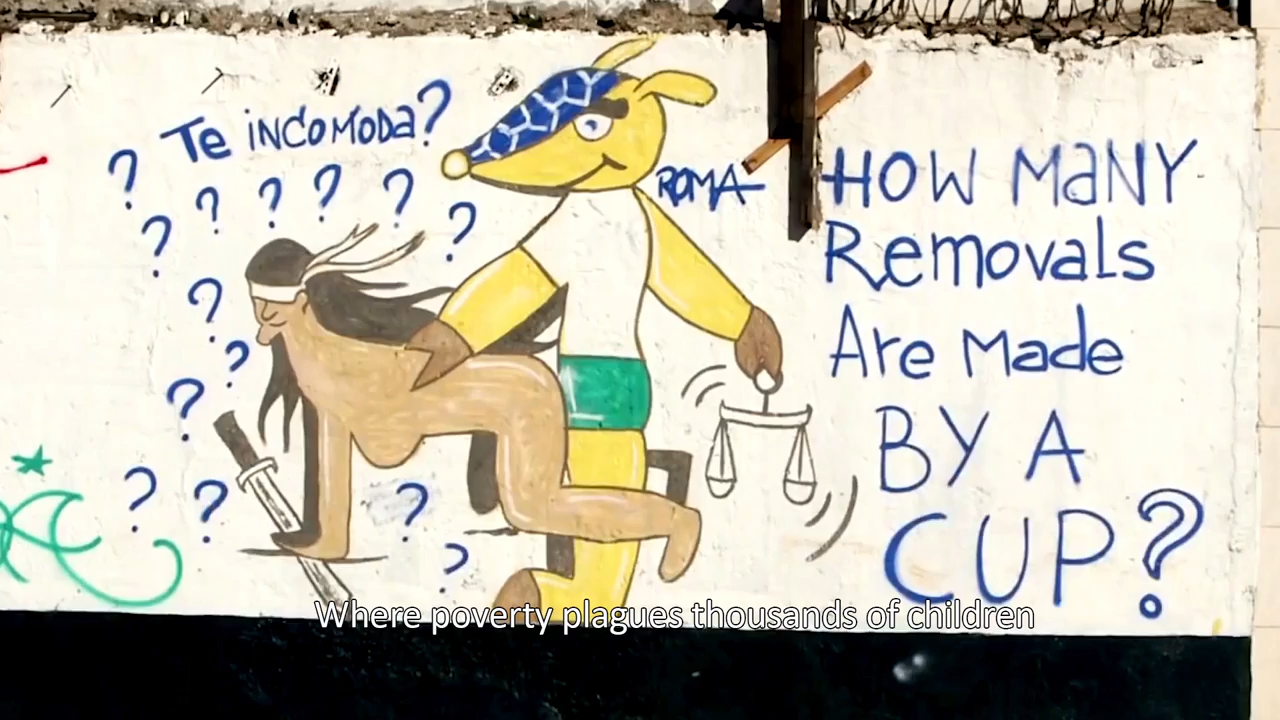 Te incomoda?
ROMA
How many
Removals
Are made
BY A
CUP?
Where poverty plagues thousands of children